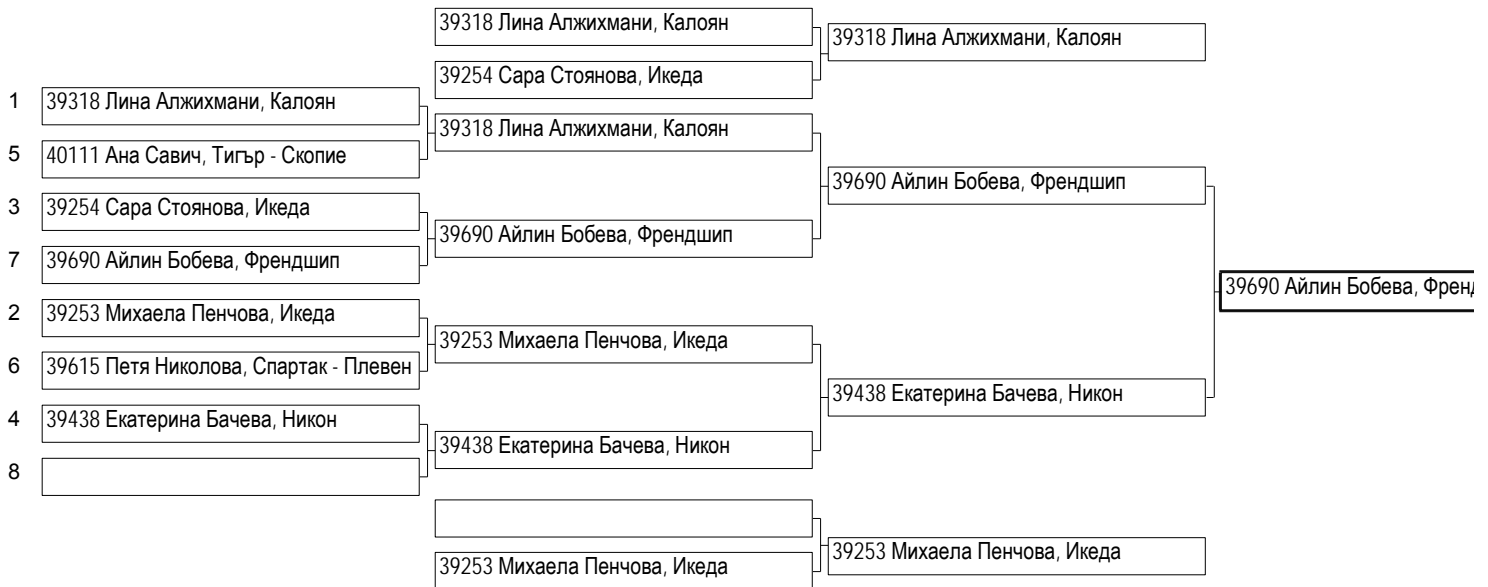 39318 Лина Алжихмани, Калоян
39318 Лина Алжихмани, Калоян
39254 Сара Стоянова, Икеда
1 39318 Лина Алжихмани, Калоян
39318 Лина Алжихмани, Калоян
5 40111 Ана Савич, Тигър - Скопие
39690 Айлин Бобева, Френдшип
3 39254 Сара Стоянова, Икеда
39690 Айлин Бобева, Френдшип
7 39690 Айлин Бобева, Френдшип
39690 Айлин Бобева, Френд
2 39253 Михаела Пенчова, Икеда
39253 Михаела Пенчова, Икеда
6 39615 Петя Николова, Спартак - Плевен
39438 Екатерина Бачева, Никон
4 39438 Екатерина Бачева, Никон
39438 Екатерина Бачева, Никон
8
39253 Михаела Пенчова, Икеда
39253 Михаела Пенчова, Икеда